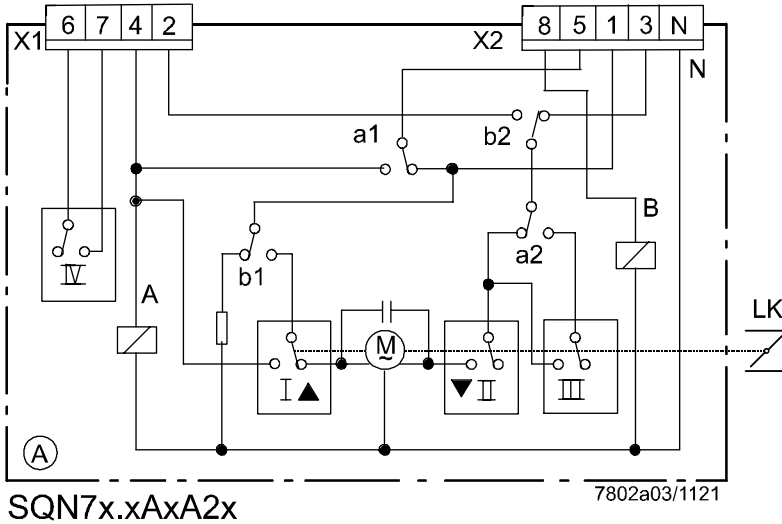 X1 6 7 4 2
X2 8 5 1 3 N
N
a1
b2
B
a2
b1
IV
A
LK
M
~
I ▲
▼ II
III
A
7802a03/1121
SQN7x.xAxA2x